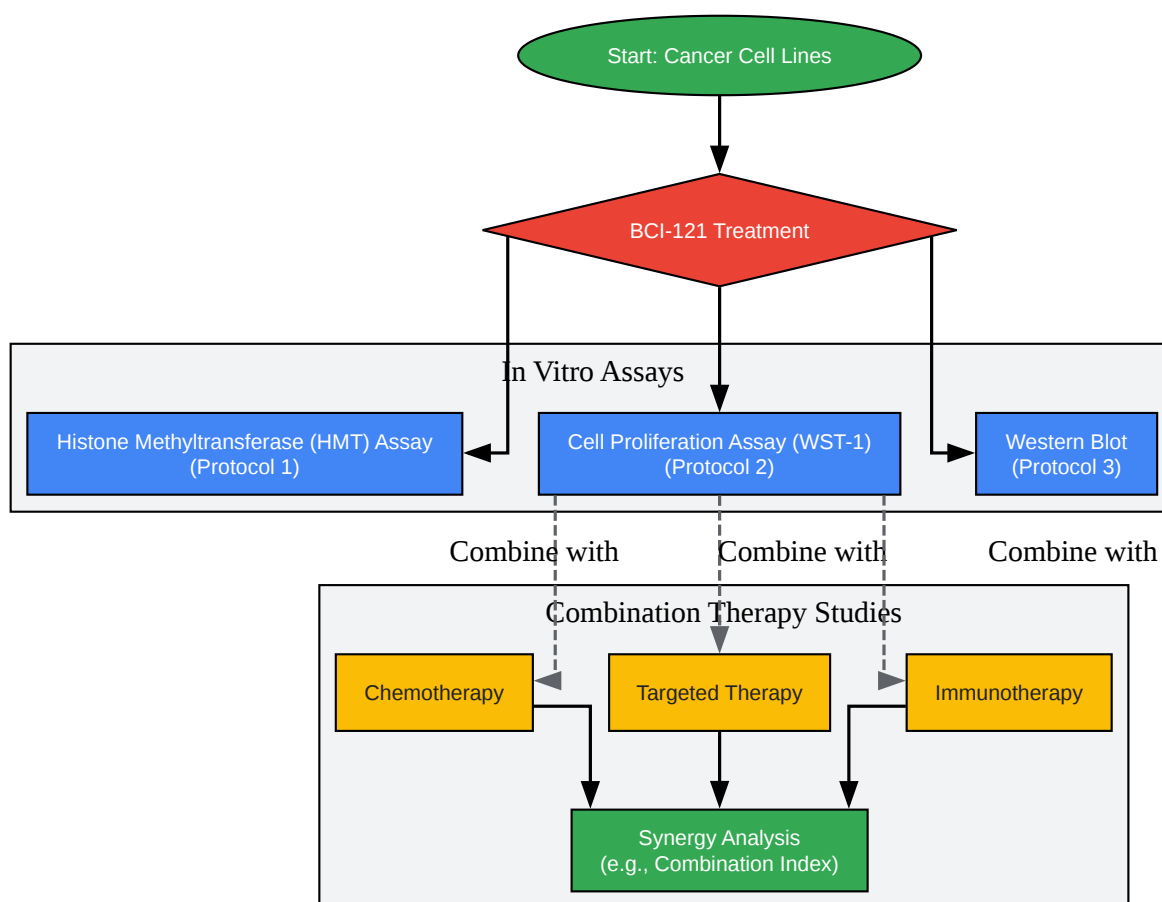 Start: Cancer Cell Lines
BCI-121 Treatment
In Vitro Assays
Histone Methyltransferase (HMT) Assay
(Protocol 1)
Cell Proliferation Assay (WST-1)
(Protocol 2)
Western Blot
(Protocol 3)
Combine with
Combine with
Combine with
Combination Therapy Studies
Chemotherapy
Targeted Therapy
Immunotherapy
Synergy Analysis
(e.g., Combination Index)